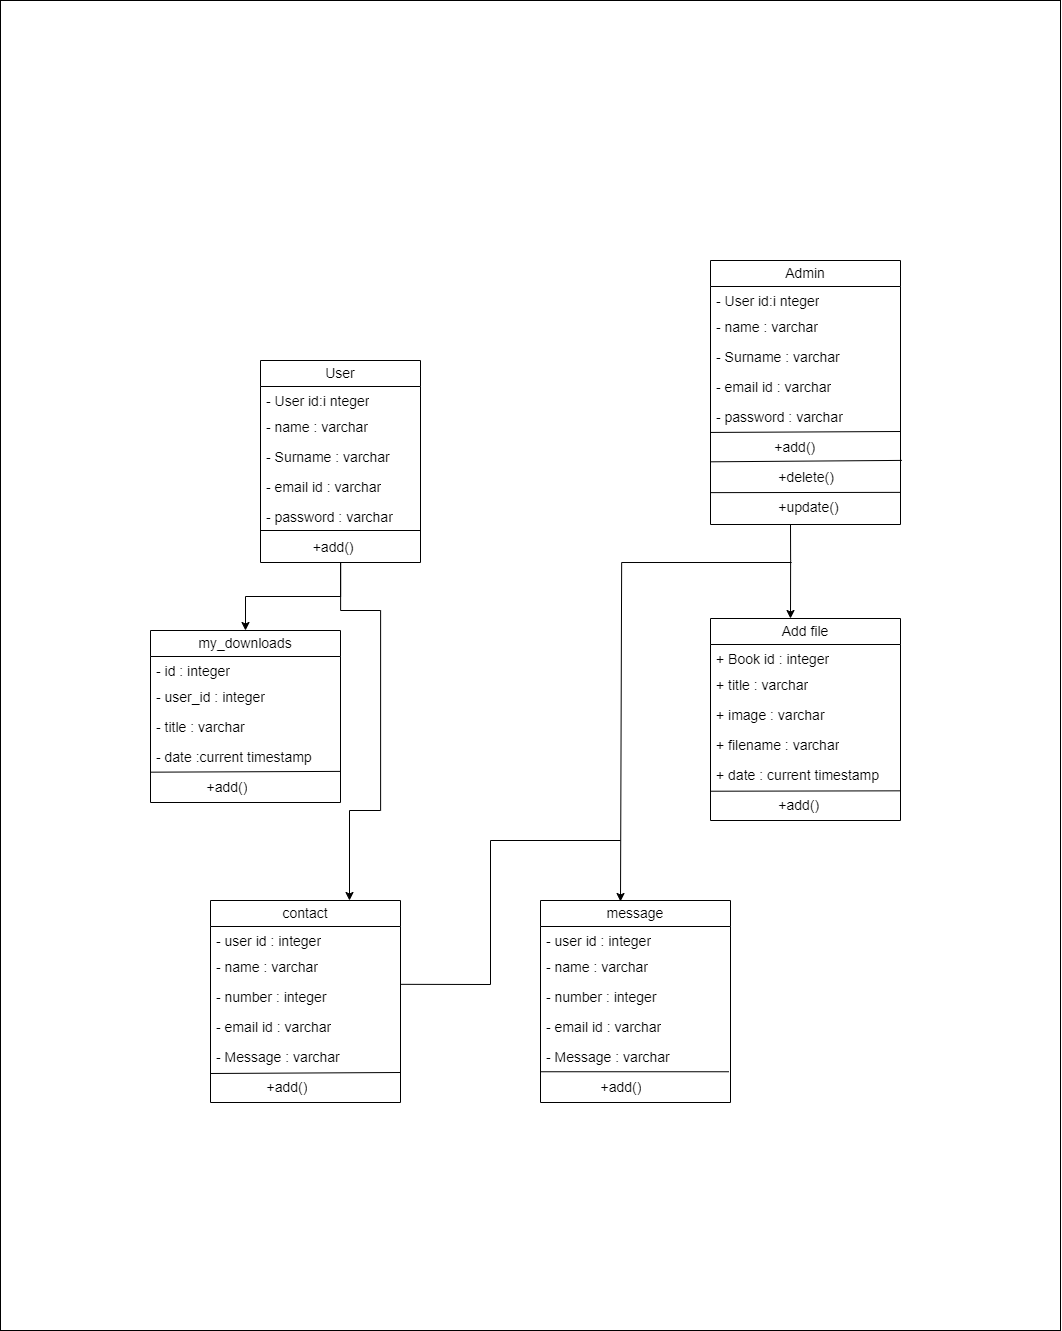 Admin
- User id:i nteger
- name : varchar
- Surname : varchar
- email id : varchar
- password : varchar
+add()
+delete()
+update()
User
- User id:i nteger
- name : varchar
- Surname : varchar
- email id : varchar
- password : varchar
+add()
my_downloads
- id : integer
- user_id : integer
- title : varchar
- date :current timestamp
+add()
Add file
+ Book id : integer
+ title : varchar
+ image : varchar
+ filename : varchar
+ date : current timestamp
+add()
contact
- user id : integer
- name : varchar
- number : integer
- email id : varchar
- Message : varchar
+add()
message
- user id : integer
- name : varchar
- number : integer
- email id : varchar
- Message : varchar
+add()